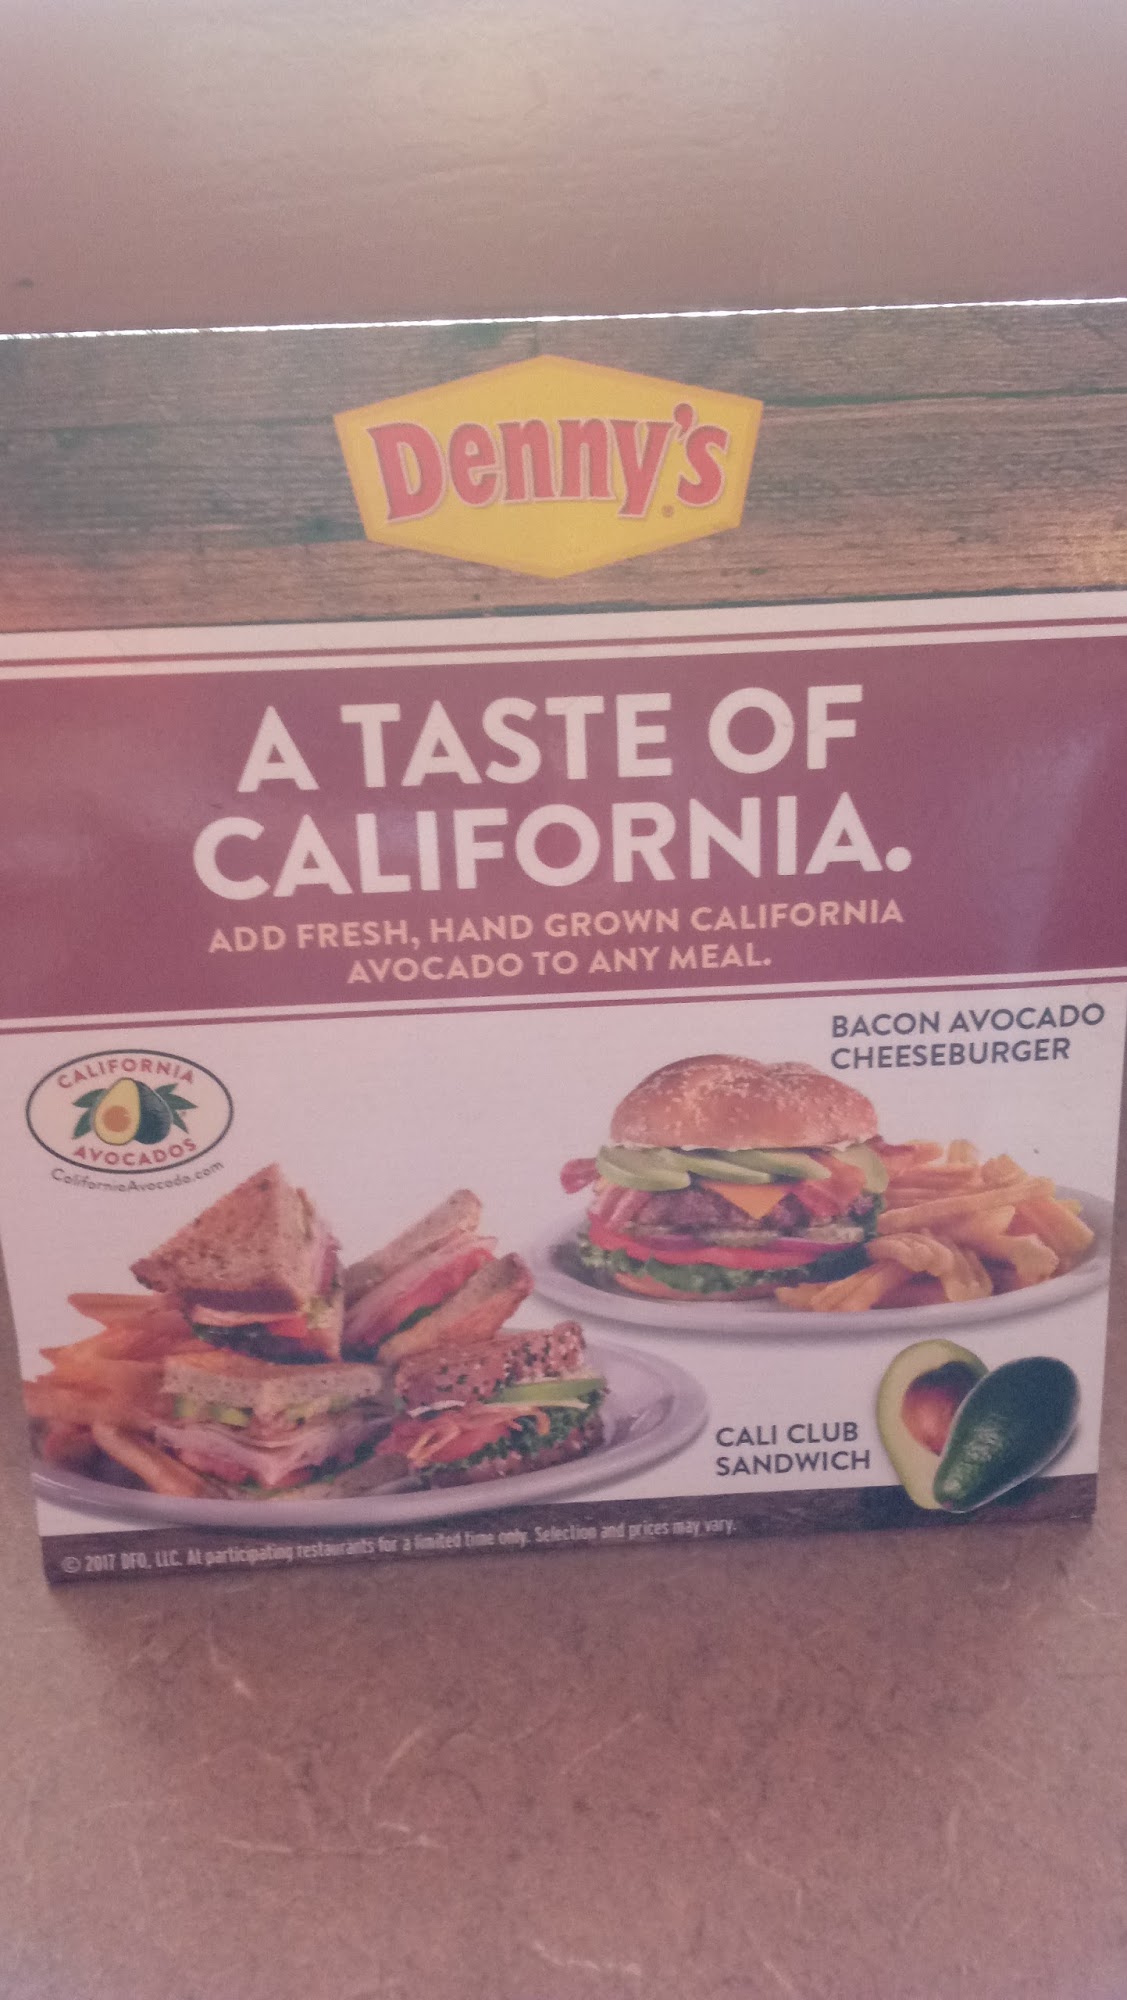 Denny's
A TASTE OF
CALIFORNIA.
ADD FRESH, HAND GROWN CALIFORNIA
AVOCADO TO ANY MEAL.
BACON AVOCADO
CHEESEBURGER
CALIFORNIA
AVOCADOS
CaliforniaAvocado.com
CALI CLUB
SANDWICH
© 2017 DFO, LLC. At participating restaurants for a limited time only. Selection and prices may vary.